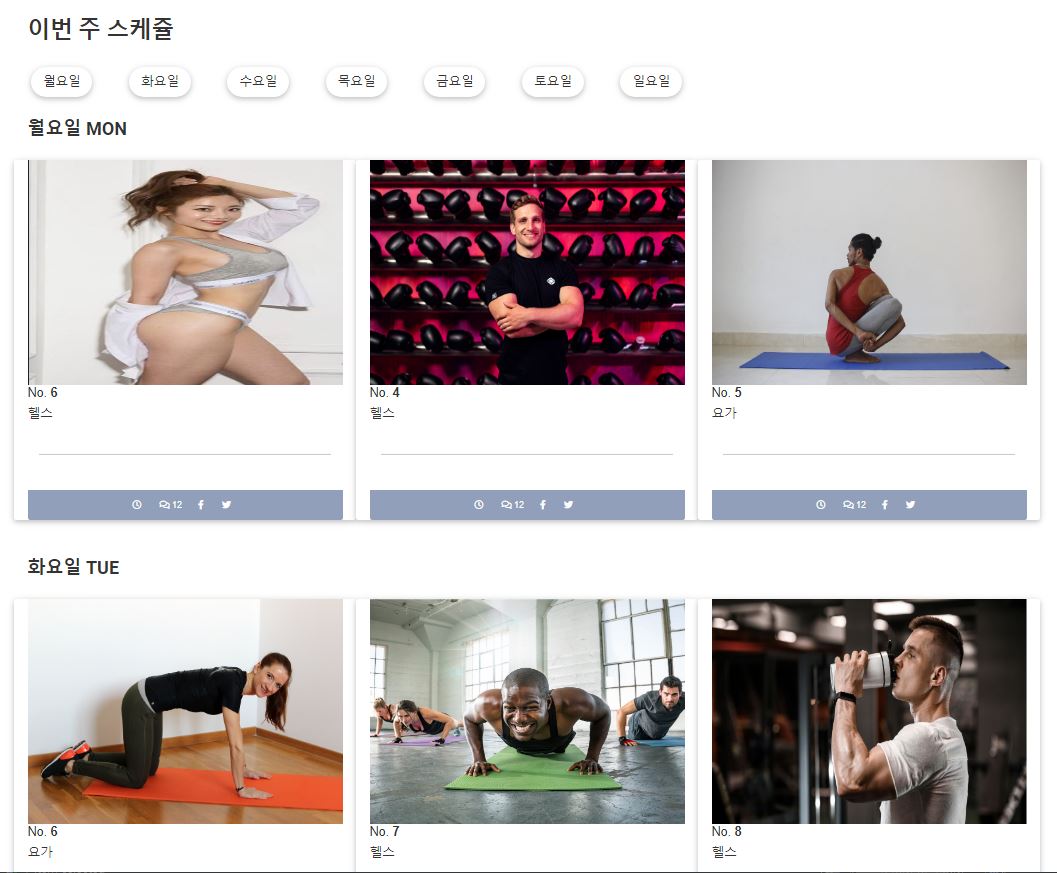 이번 주 스케쥴
월요일 화요일 수요일 목요일 금요일 토요일 일요일
월요일 MON
No. 6 No. 4 No. 5
헬스 헬스 요가
12 12 12
화요일 TUE
No. 6 No. 7 No. 8
요가 헬스 헬스